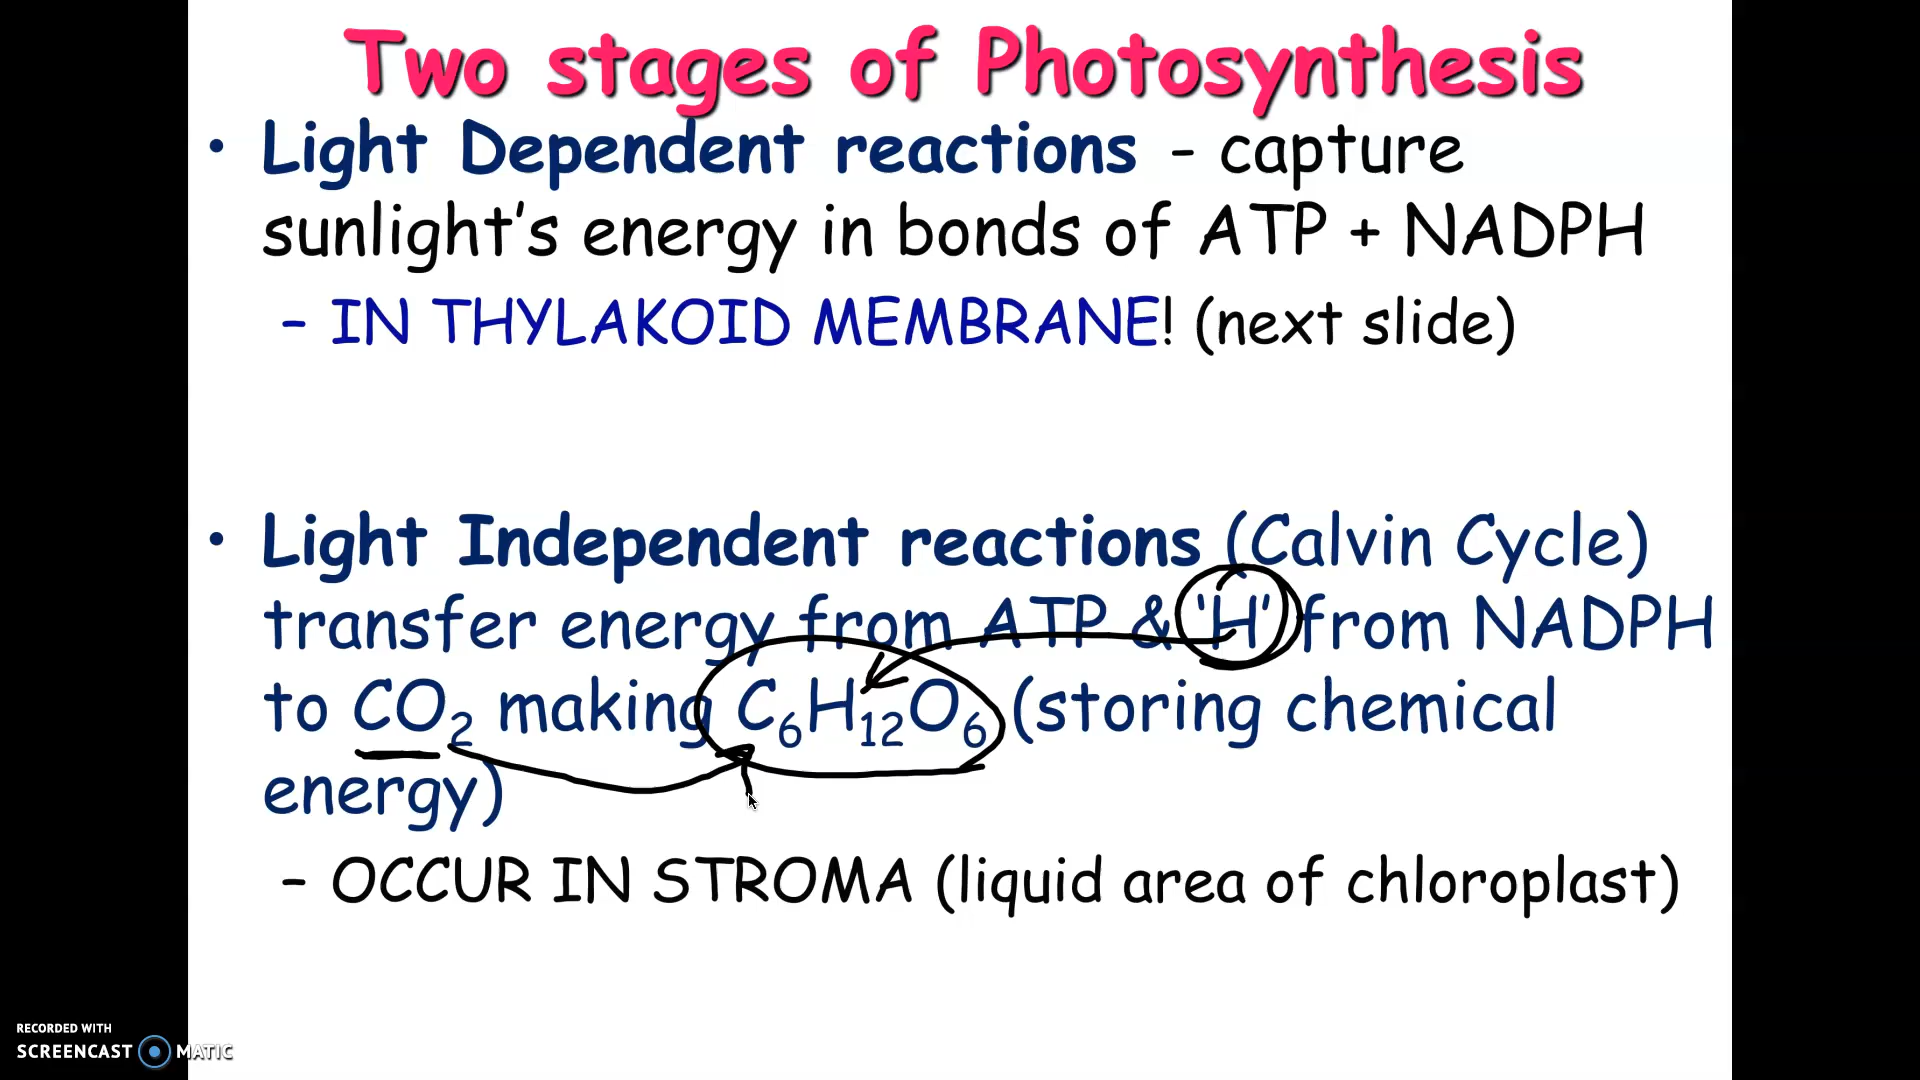 Two stages of Photosynthesis
• Light Dependent reactions - capture
sunlight's energy in bonds of ATP + NADPH
– IN THYLAKOID MEMBRANE! (next slide)
• Light Independent reactions (Calvin Cycle)
transfer energy from ATP & 'H' from NADPH
to CO₂ making C₆H₁₂O₆ (storing chemical
energy)
– OCCUR IN STROMA (liquid area of chloroplast)
RECORDED WITH
SCREENCAST MATIC